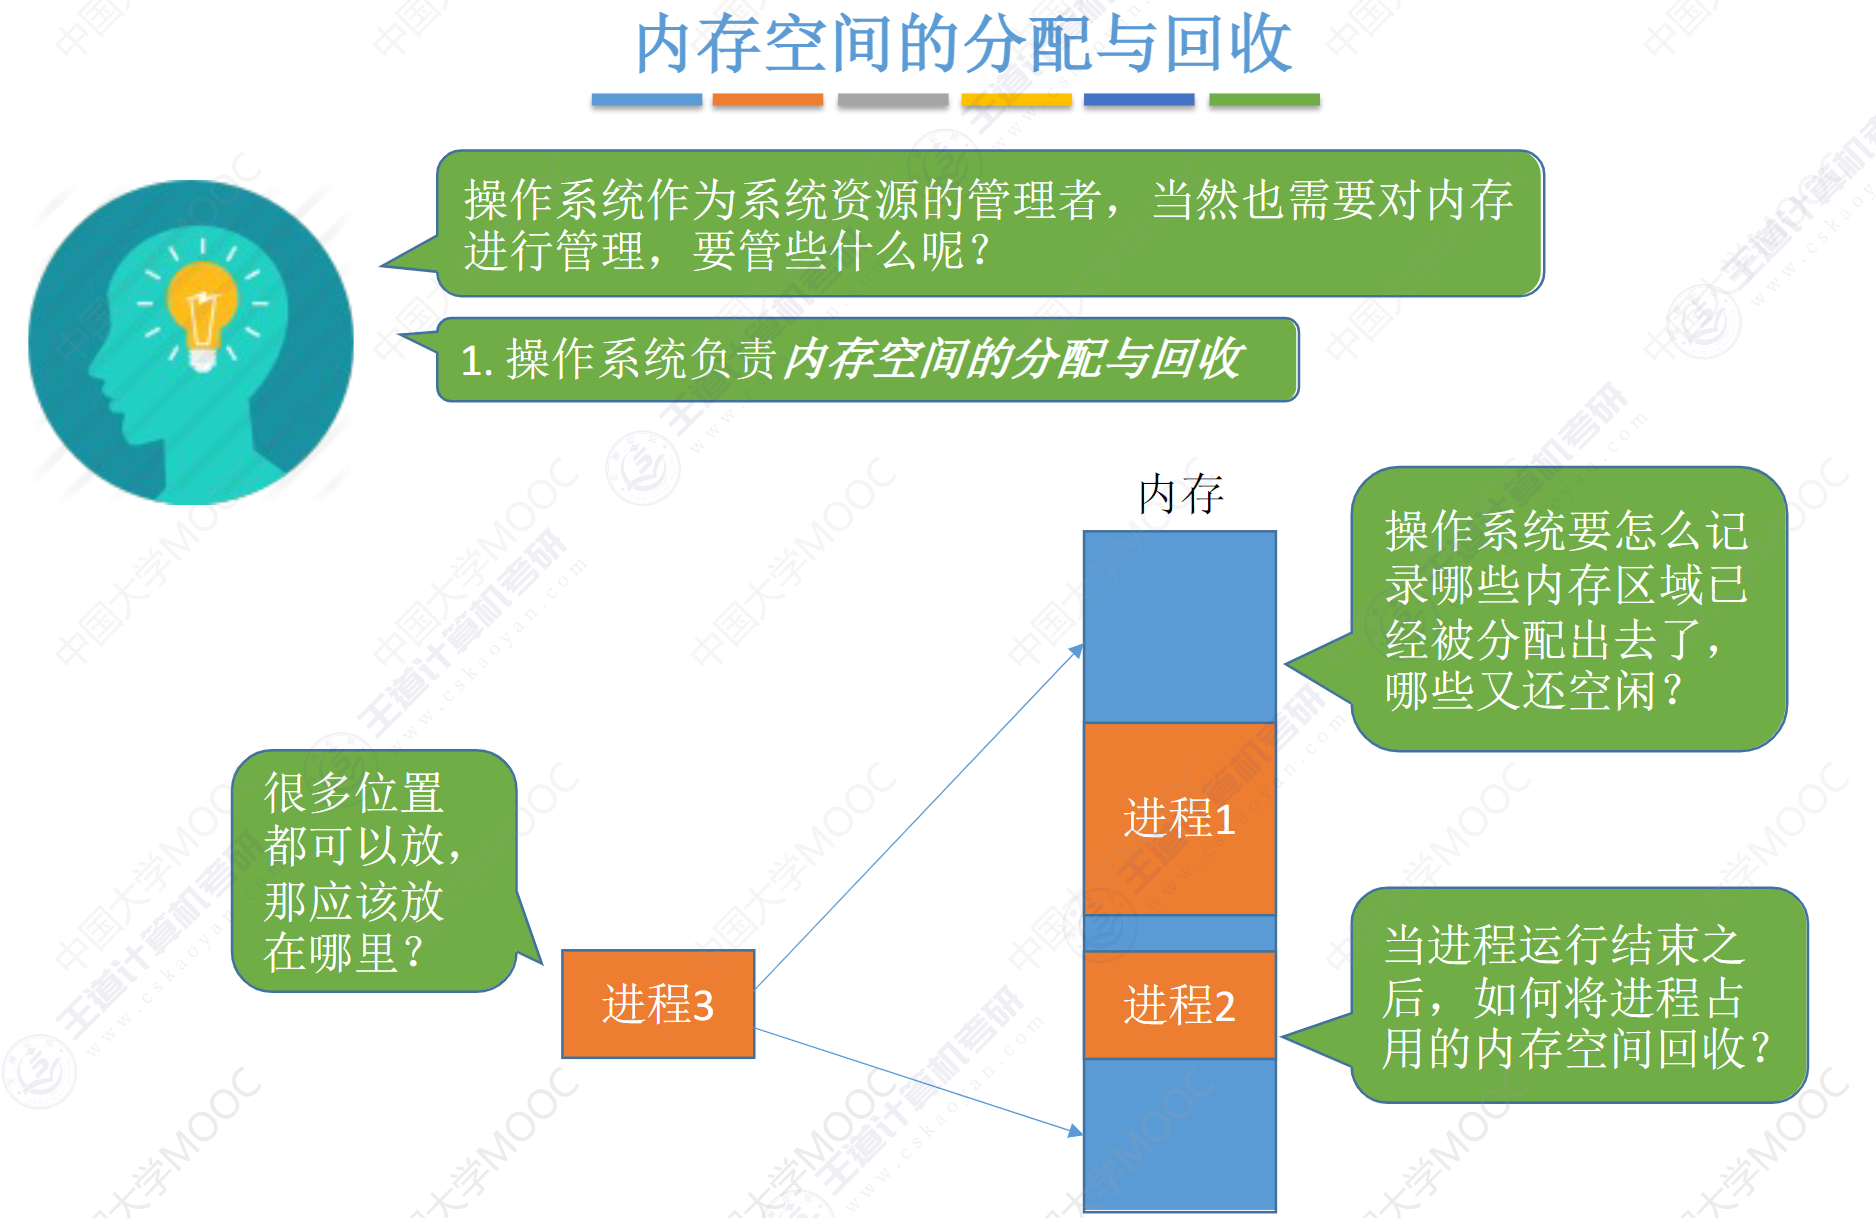 内存空间的分配与回收
操作系统作为系统资源的管理者，当然也需要对内存
进行管理，要管些什么呢？
1. 操作系统负责内存空间的分配与回收
内存
操作系统要怎么记
录哪些内存区域已
经被分配出去了，
哪些又还空闲？
很多位置
都可以放，
那应该放
在哪里？
进程1
进程3
进程2
当进程运行结束之
后，如何将进程占
用的内存空间回收？
中国大学MOOC
王道计算机考研
www.cskaoyan.com